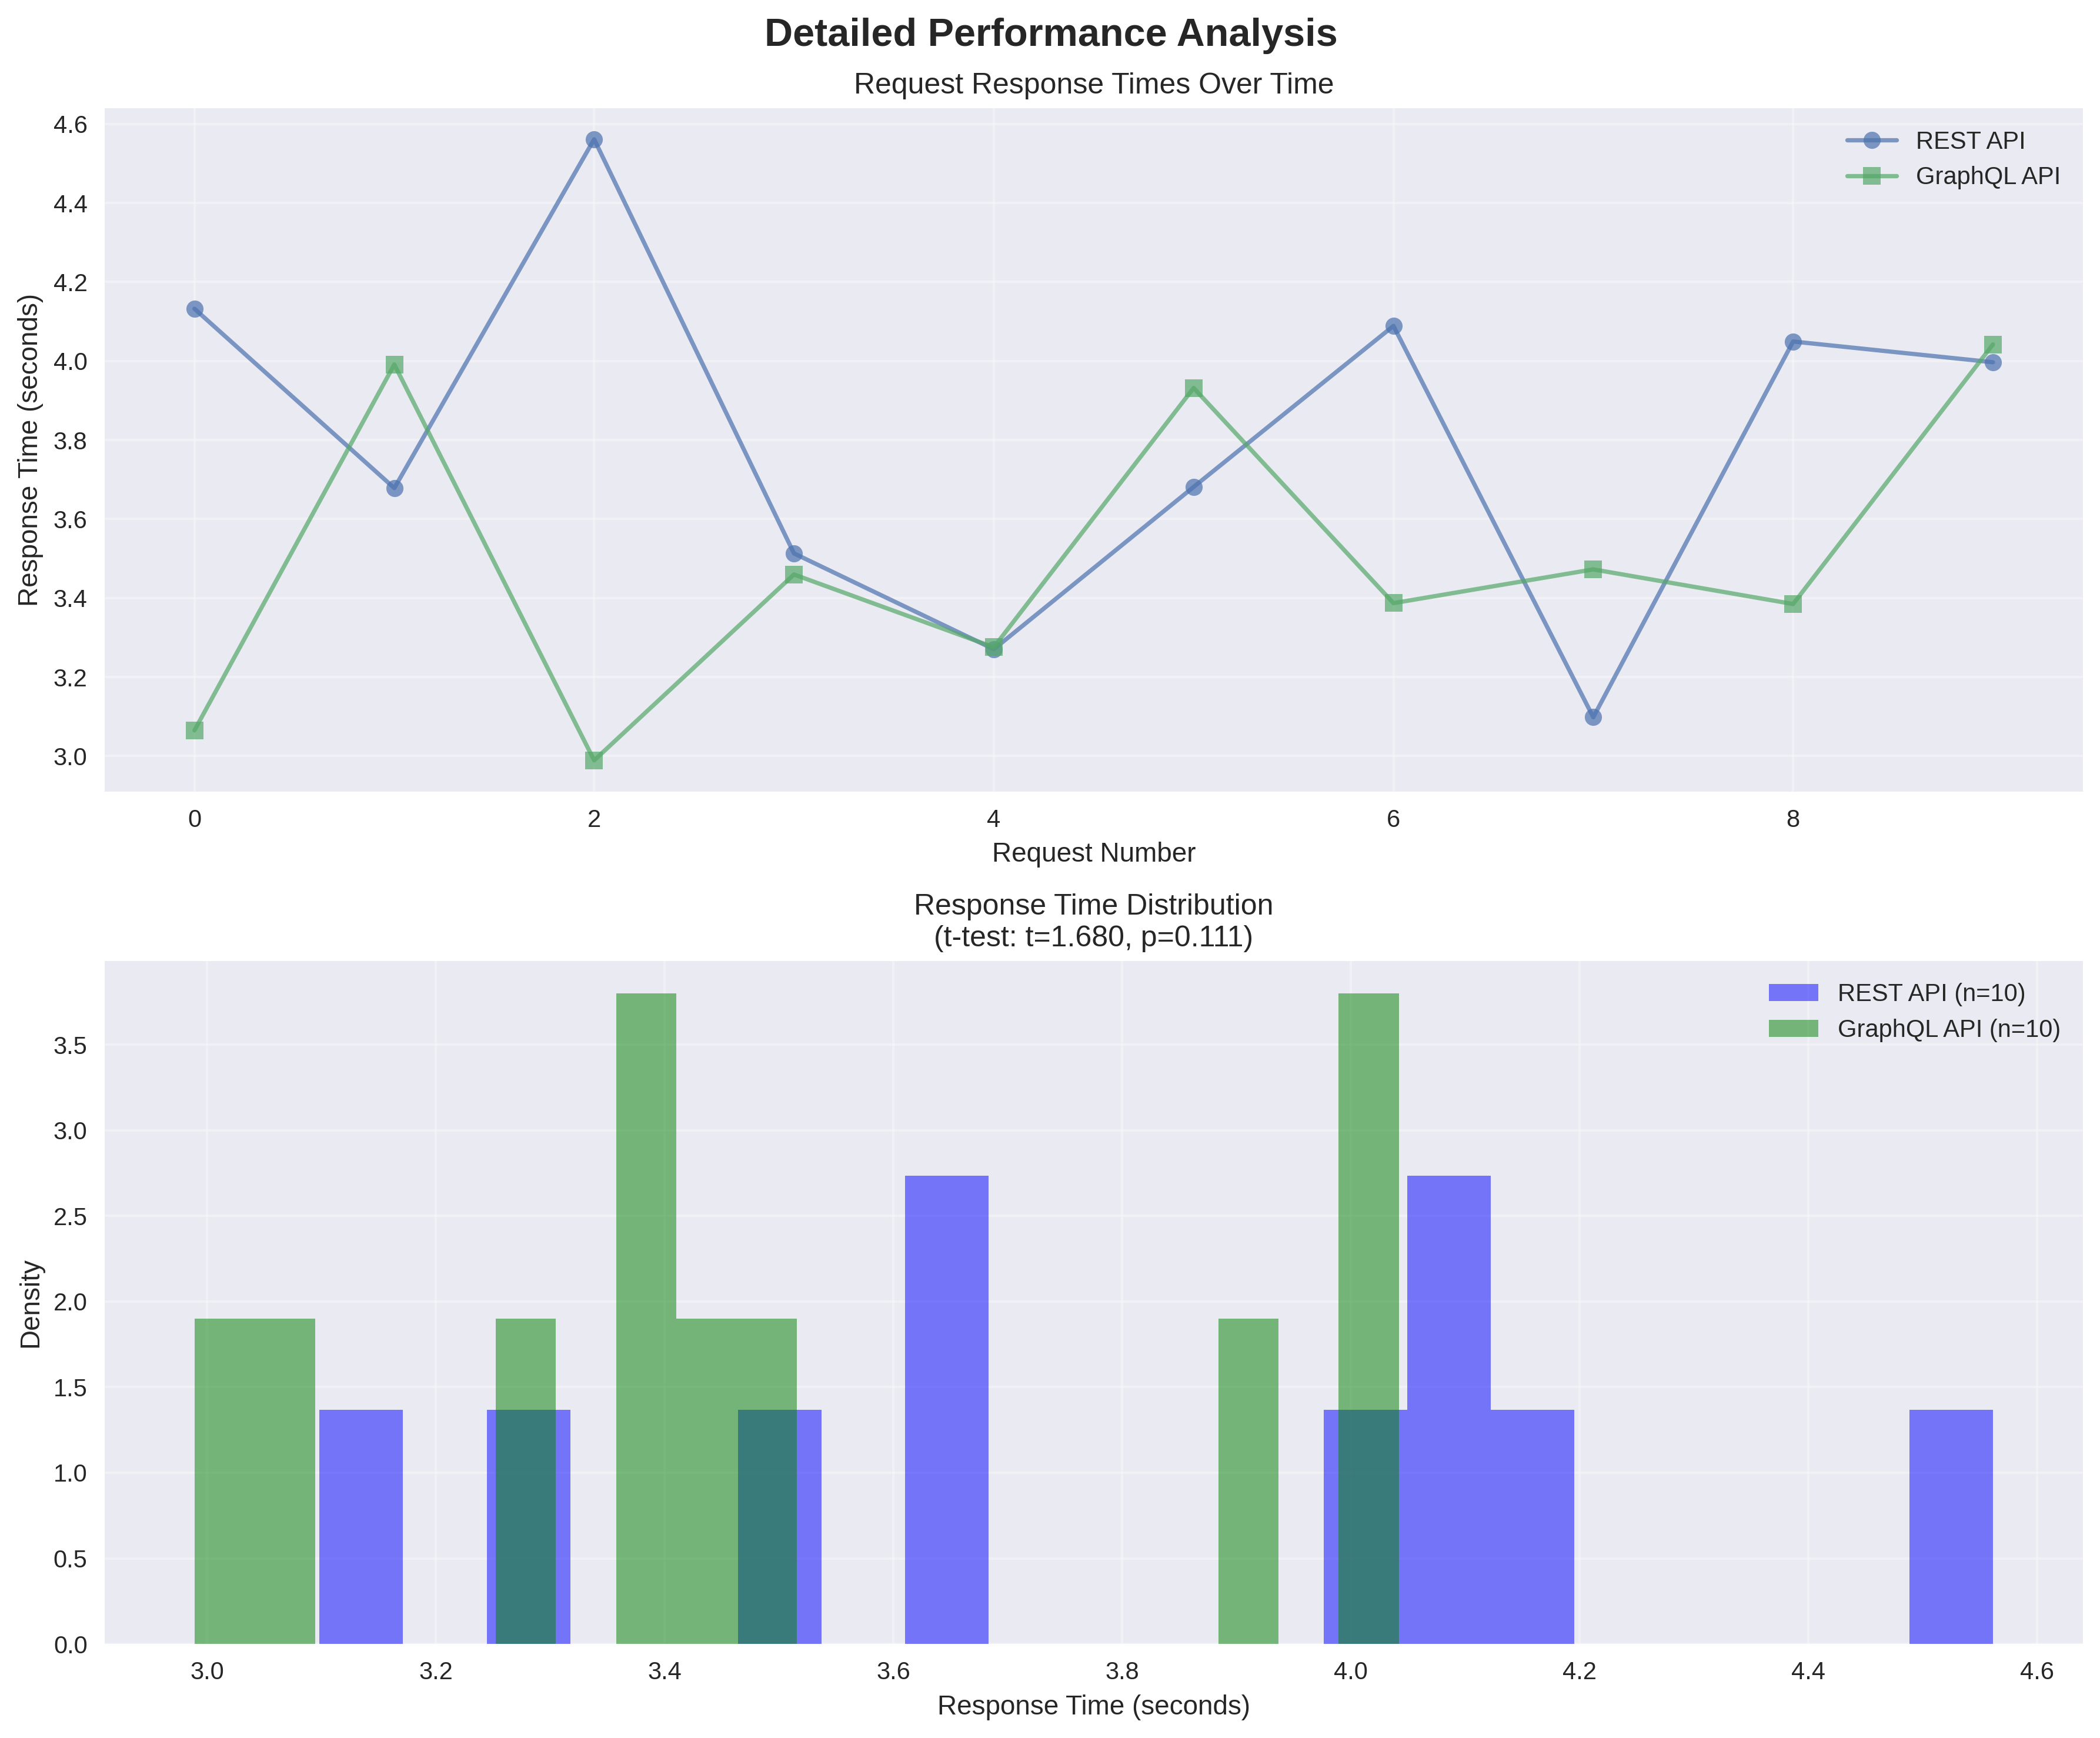 Detailed Performance Analysis
Request Response Times Over Time
REST API
GraphQL API
Response Time (seconds)
4.6
4.4
4.2
4.0
3.8
3.6
3.4
3.2
3.0
0 2 4 6 8
Request Number
Response Time Distribution
(t-test: t=1.680, p=0.111)
REST API (n=10)
GraphQL API (n=10)
Density
3.5
3.0
2.5
2.0
1.5
1.0
0.5
0.0
3.0 3.2 3.4 3.6 3.8 4.0 4.2 4.4 4.6
Response Time (seconds)